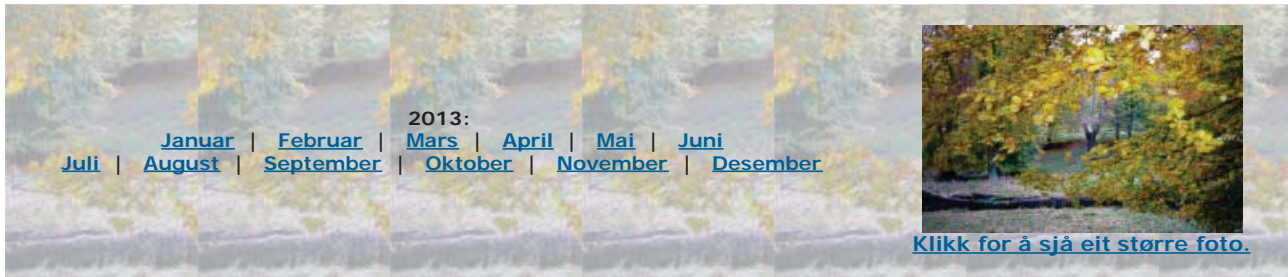 2013:
Januar | Februar | Mars | April | Mai | Juni
Juli | August | September | Oktober | November | Desember
Klikk for å sjå eit større foto.